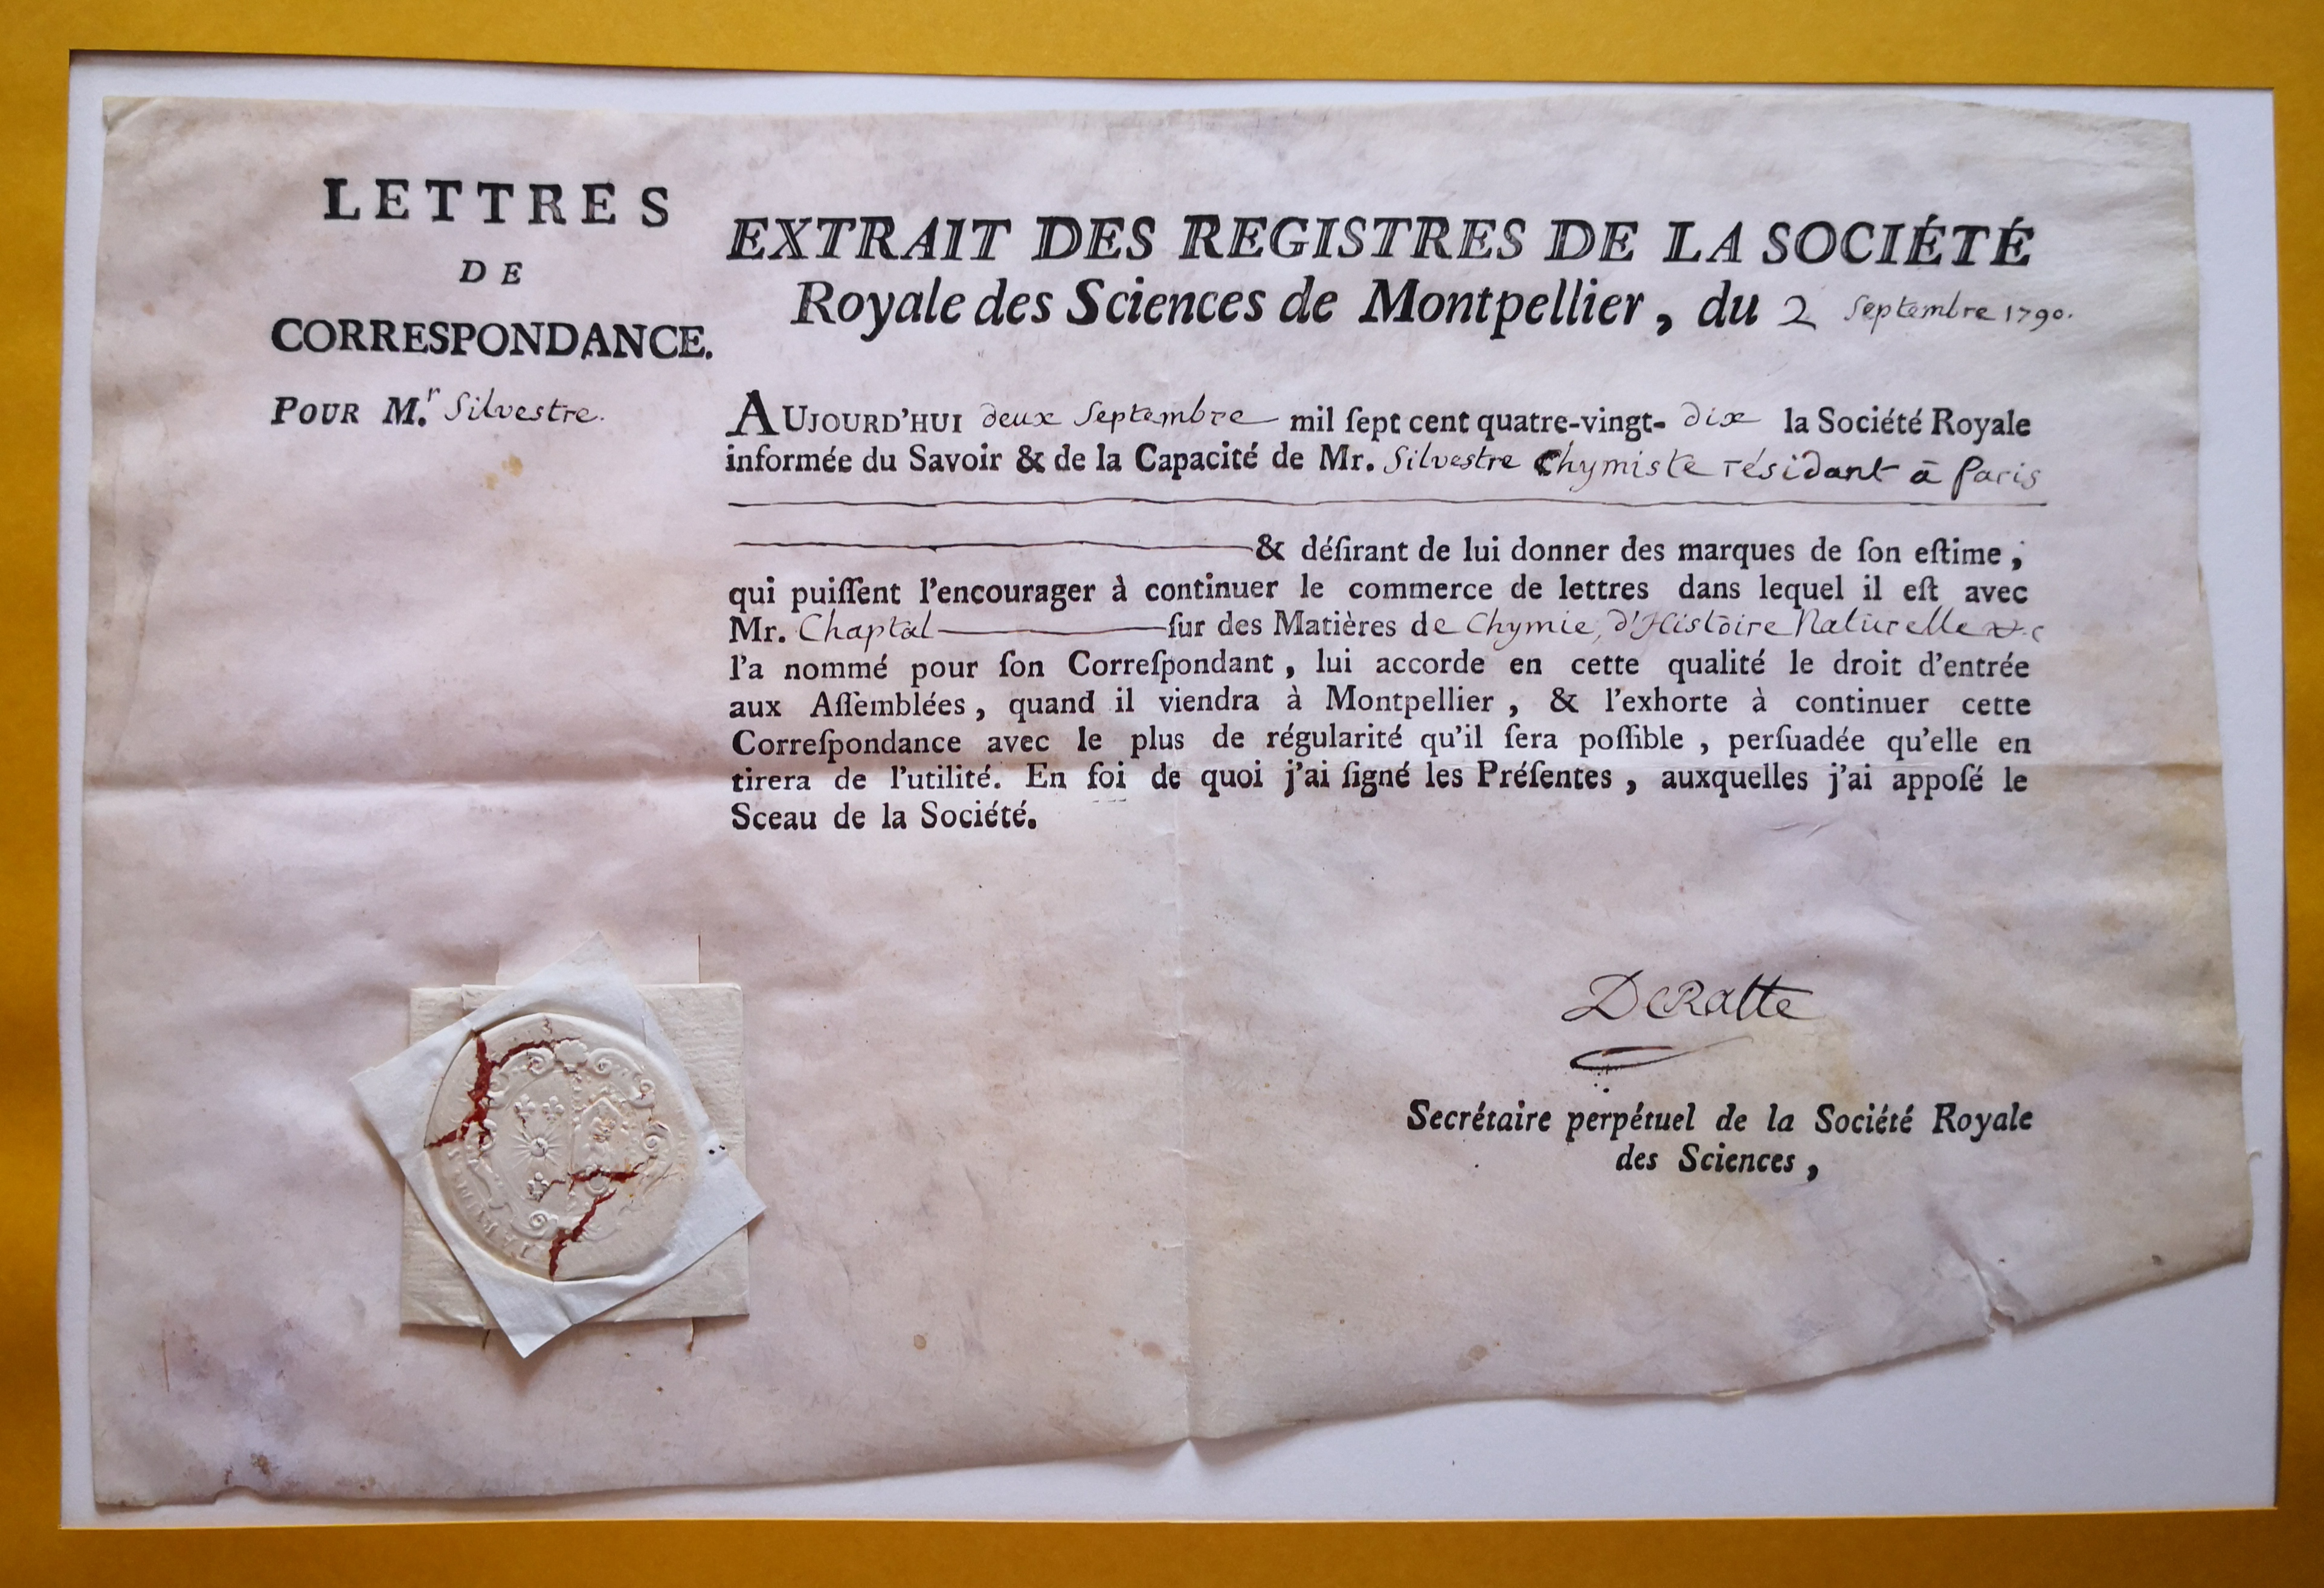 LETTRES
DE
CORRESPONDANCE.
POUR M.r Silvestre.
EXTRAIT DES REGISTRES DE LA SOCIÉTÉ
Royale des Sciences de Montpellier, du 2 Septembre 1790.
AUJOURD'HUI deux Septembre mil ſept cent quatre-vingt- dix la Société Royale
informée du Savoir & de la Capacité de Mr. Silvestre Chymiste résidant à Paris
& déſirant de lui donner des marques de ſon eſtime,
qui puiſſent l'encourager à continuer le commerce de lettres dans lequel il eſt avec
Mr. Chaptal ſur des Matières de Chymie, d'Histoire Naturelle &c
l'a nommé pour ſon Correſpondant, lui accorde en cette qualité le droit d'entrée
aux Aſſemblées, quand il viendra à Montpellier, & l'exhorte à continuer cette
Correſpondance avec le plus de régularité qu'il ſera poſſible, perſuadée qu'elle en
tirera de l'utilité. En foi de quoi j'ai ſigné les Préſentes, auxquelles j'ai appoſé le
Sceau de la Société.
DeRatte
Secrétaire perpétuel de la Société Royale
des Sciences,